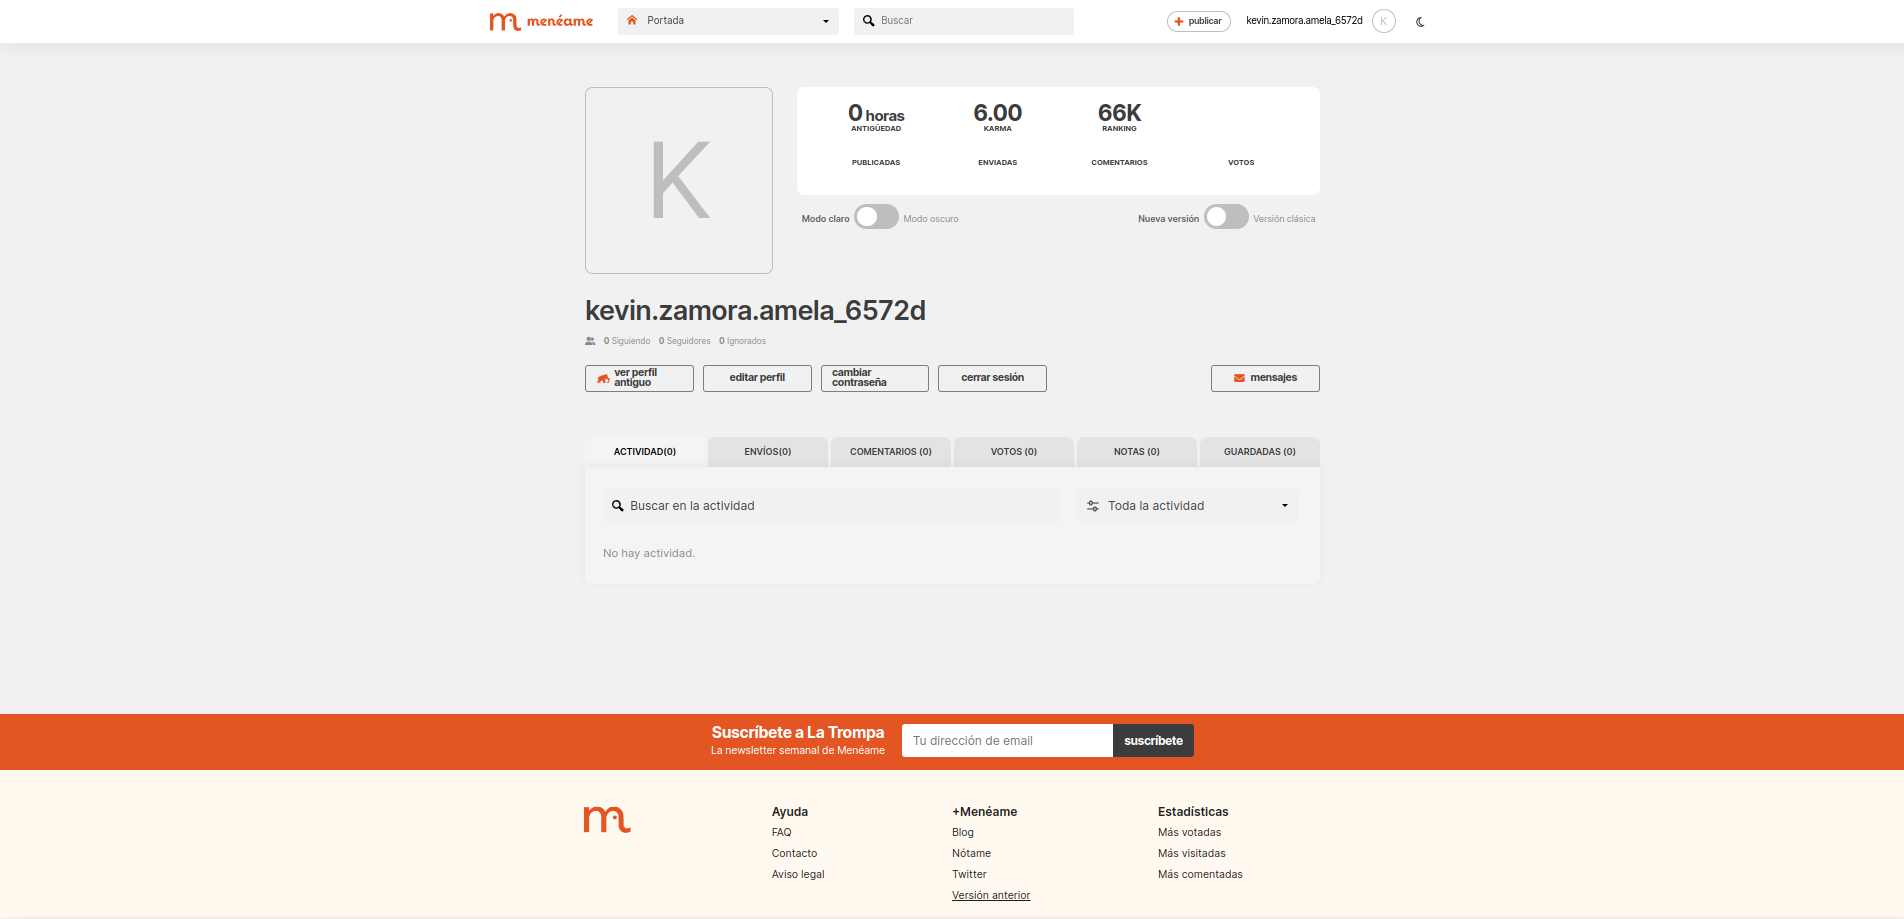 menéame
Portada
Buscar
publicar
kevin.zamora.amela_6572d
K
K
0 horas
ANTIGÜEDAD
6.00
KARMA
66K
RANKING
PUBLICADAS
ENVIADAS
COMENTARIOS
VOTOS
Modo claro
Modo oscuro
Nueva versión
Versión clásica
kevin.zamora.amela_6572d
0 Siguiendo 0 Seguidores 0 Ignorados
ver perfil
antiguo
editar perfil
cambiar
contraseña
cerrar sesión
mensajes
ACTIVIDAD(0)
ENVÍOS(0)
COMENTARIOS (0)
VOTOS (0)
NOTAS (0)
GUARDADAS (0)
Buscar en la actividad
Toda la actividad
No hay actividad.
Suscríbete a La Trompa
La newsletter semanal de Menéame
Tu dirección de email
suscríbete
Ayuda
FAQ
Contacto
Aviso legal
+Menéame
Blog
Nótame
Twitter
Versión anterior
Estadísticas
Más votadas
Más visitadas
Más comentadas